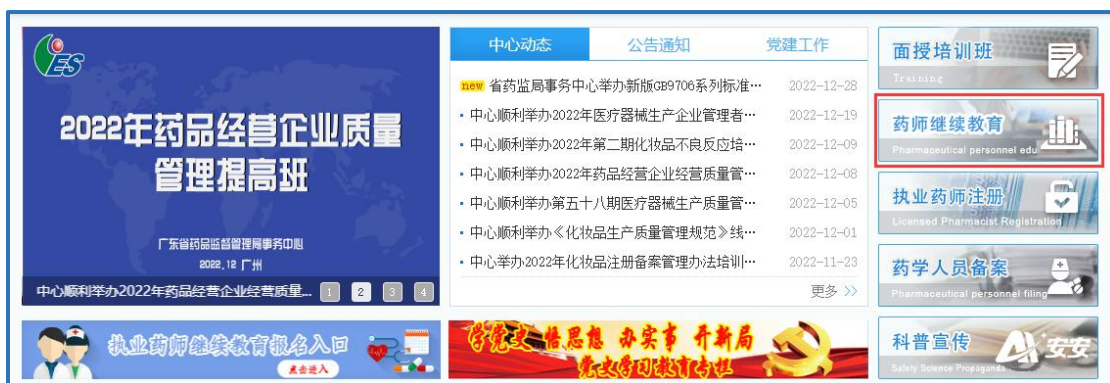 ES
2022年药品经营企业质量
管理提高班
广东省药品监督管理局事务中心
2022.12 广州
中心顺利举办2022年药品经营企业经营质量... 1 2 3 4
中心动态 公告通知 党建工作
new 省药监局事务中心举办新版GB9706系列标准… 2022-12-28
中心顺利举办2022年医疗器械生产企业管理者… 2022-12-19
中心顺利举办2022年第二期化妆品不良反应培… 2022-12-09
中心顺利举办2022年药品经营企业经营质量管… 2022-12-08
中心顺利举办第五十八期医疗器械生产质量管… 2022-12-05
中心顺利举办《化妆品生产质量管理规范》线… 2022-12-01
中心举办2022年化妆品注册备案管理办法培训… 2022-11-23
更多 >>
面授培训班
Training
药师继续教育
Pharmaceutical personnel edu
执业药师注册
Licensed Pharmacist Registration
药学人员备案
Pharmaceutical personnel filing
科普宣传
Safety Science Propaganda
安安
执业药师继续教育报名入口
点击进入
学党史 悟思想 办实事 开新局
党史学习教育专栏